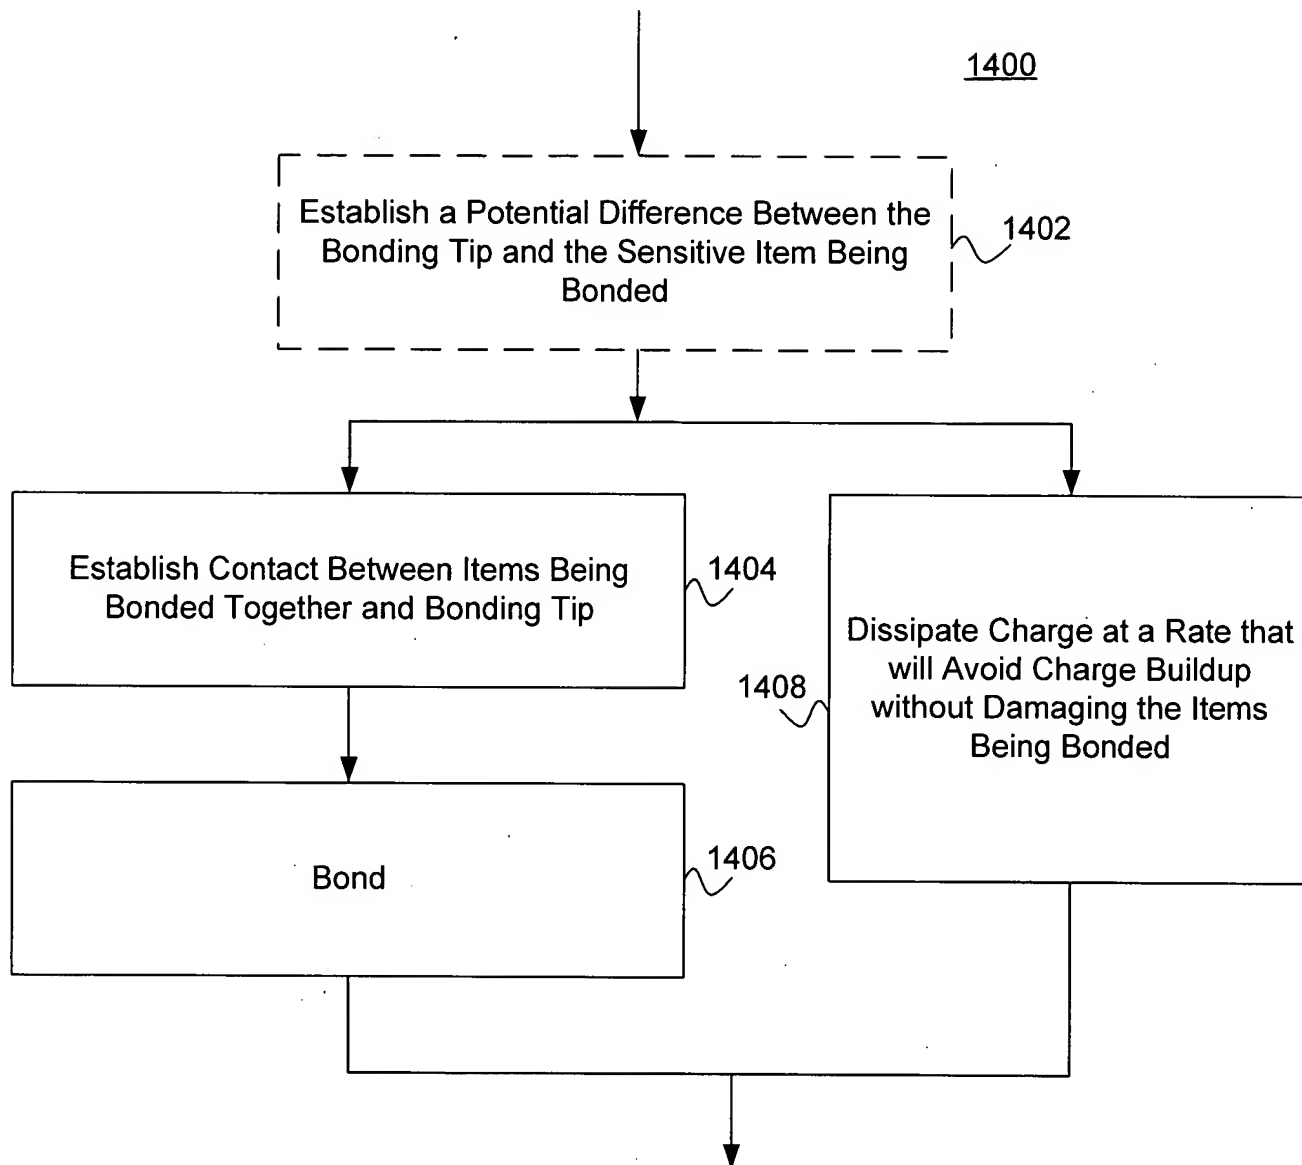 1400
Establish a Potential Difference Between the
Bonding Tip and the Sensitive Item Being
Bonded
1402
Establish Contact Between Items Being
Bonded Together and Bonding Tip
1404
Dissipate Charge at a Rate that
will Avoid Charge Buildup
without Damaging the Items
Being Bonded
1408
Bond
1406